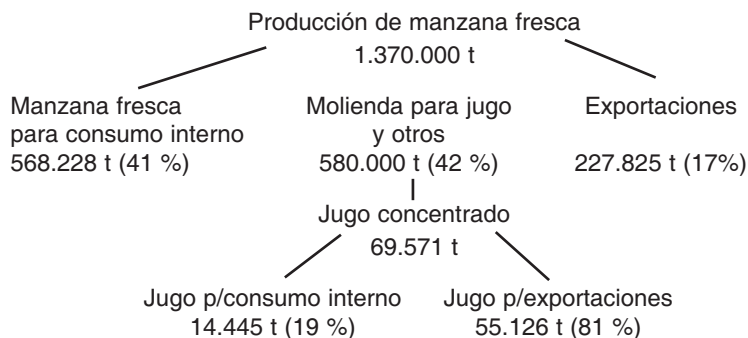 Producción de manzana fresca
1.370.000 t
Manzana fresca
para consumo interno
568.228 t (41 %)
Molienda para jugo
y otros
580.000 t (42 %)
Exportaciones
227.825 t (17%)
Jugo concentrado
69.571 t
Jugo p/consumo interno
14.445 t (19 %)
Jugo p/exportaciones
55.126 t (81 %)